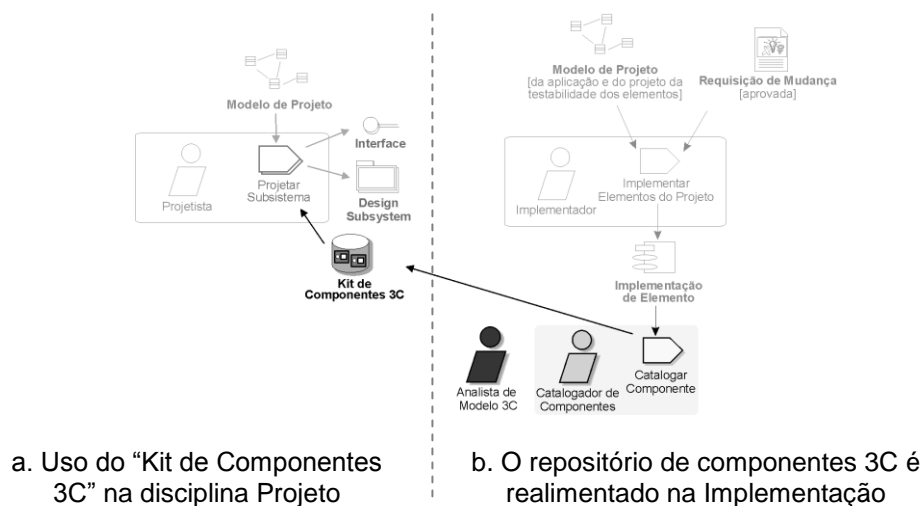 Modelo de Projeto
Interface
Projetista
Projetar
Subsistema
Design
Subsystem
Kit de
Componentes 3C
a. Uso do “Kit de Componentes
3C” na disciplina Projeto
Modelo de Projeto
[da aplicação e do projeto da
testabilidade dos elementos]
Requisição de Mudança
[aprovada]
Implementador
Implementar
Elementos do Projeto
Implementação
de Elemento
Analista de
Modelo 3C
Catalogador de
Componentes
Catalogar
Componente
b. O repositório de componentes 3C é
realimentado na Implementação